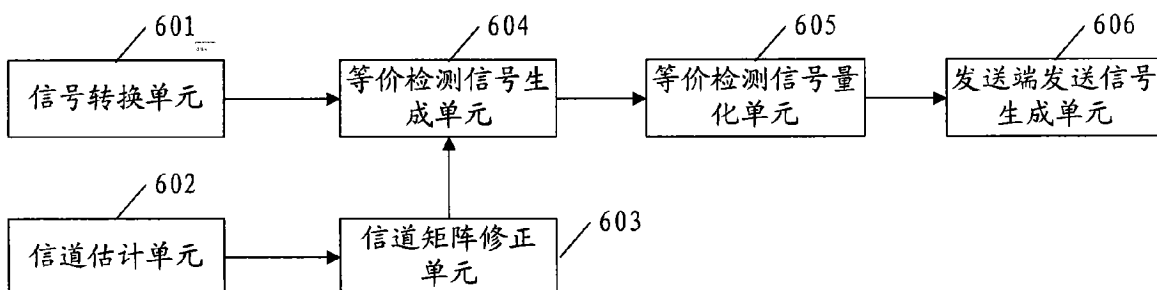 601
604
605
606
信号转换单元
等价检测信号生
成单元
等价检测信号量
化单元
发送端发送信号
生成单元
602
603
信道估计单元
信道矩阵修正
单元